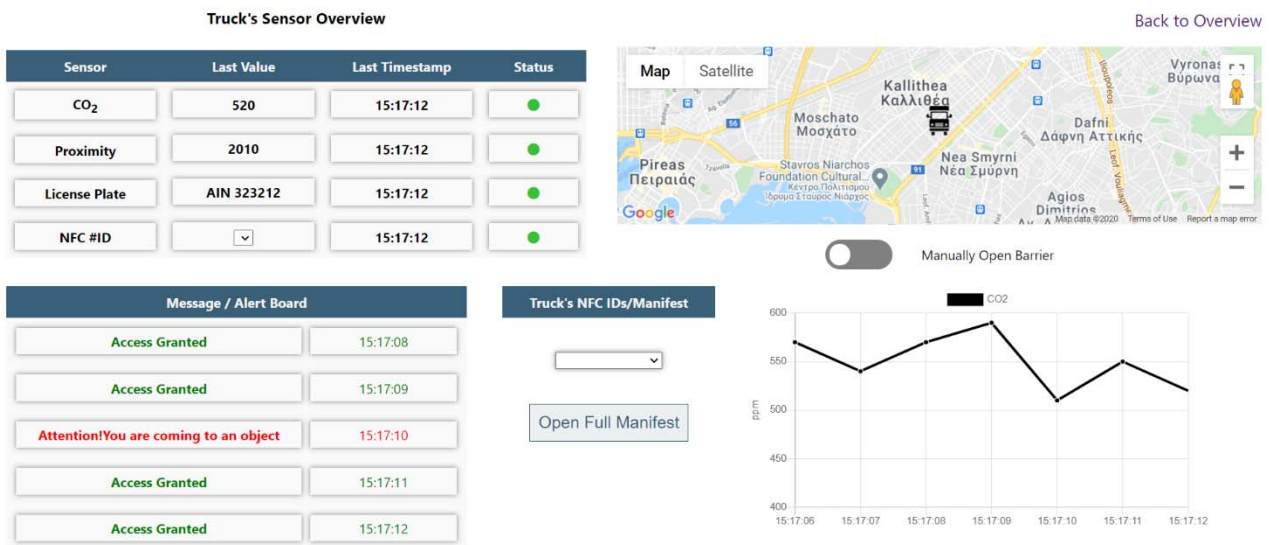 Truck's Sensor Overview
Back to Overview
Sensor Last Value Last Timestamp Status
CO2 520 15:17:12
Proximity 2010 15:17:12
License Plate AIN 323212 15:17:12
NFC #ID 15:17:12
Map Satellite
Kallithea
Καλλιθέα
Vyronas
Βύρωνα
Moschato
Μοσχάτο
56
Dafni
Δάφνη Αττικής
Pireas
Πειραιάς
Tzavella
Stavros Niarchos
Foundation Cultural...
Κέντρο Πολιτισμού
Ίδρυμα Σταύρος Νιάρχος
91
Nea Smyrni
Νέα Σμύρνη
Ilioupoleos
Leof. Vouliagmenis
Agios
Dimitrios
Google
Map data ©2020 Terms of Use Report a map error
Manually Open Barrier
Message / Alert Board
Access Granted 15:17:08
Access Granted 15:17:09
Attention!You are coming to an object 15:17:10
Access Granted 15:17:11
Access Granted 15:17:12
Truck's NFC IDs/Manifest
Open Full Manifest
CO2
ppm
600
550
500
450
400
15:17:06 15:17:07 15:17:08 15:17:09 15:17:10 15:17:11 15:17:12